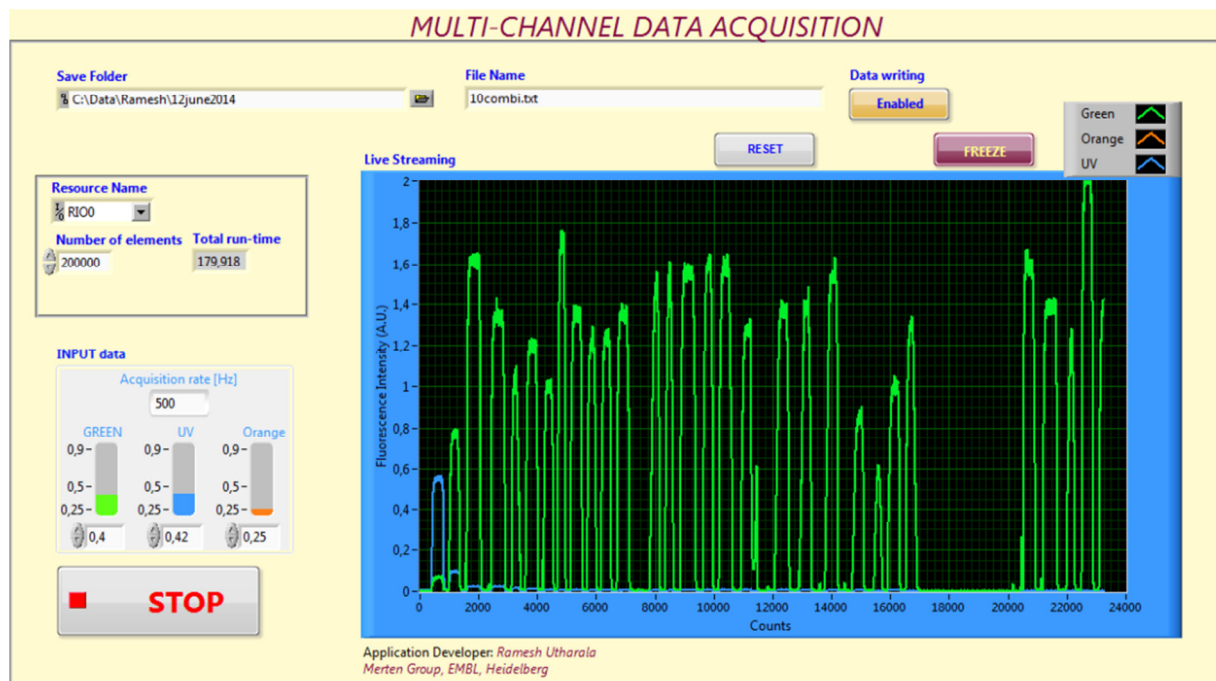 MULTI-CHANNEL DATA ACQUISITION
Save Folder
File Name
Data writing
C:\Data\Ramesh\12june2014
10combi.txt
Enabled
RESET
FREEZE
Green
Orange
UV
Live Streaming
Resource Name
I/O RIO0
Number of elements
Total run-time
200000
179,918
INPUT data
Acquisition rate [Hz]
500
GREEN
UV
Orange
0,9
0,9
0,9
0,5
0,5
0,5
0,25
0,25
0,25
0,4
0,42
0,25
STOP
Fluorescence Intensity (A.U.)
2
1,8
1,6
1,4
1,2
1
0,8
0,6
0,4
0,2
0
0 2000 4000 6000 8000 10000 12000 14000 16000 18000 20000 22000 24000
Counts
Application Developer: Ramesh Utharala
Merten Group, EMBL, Heidelberg